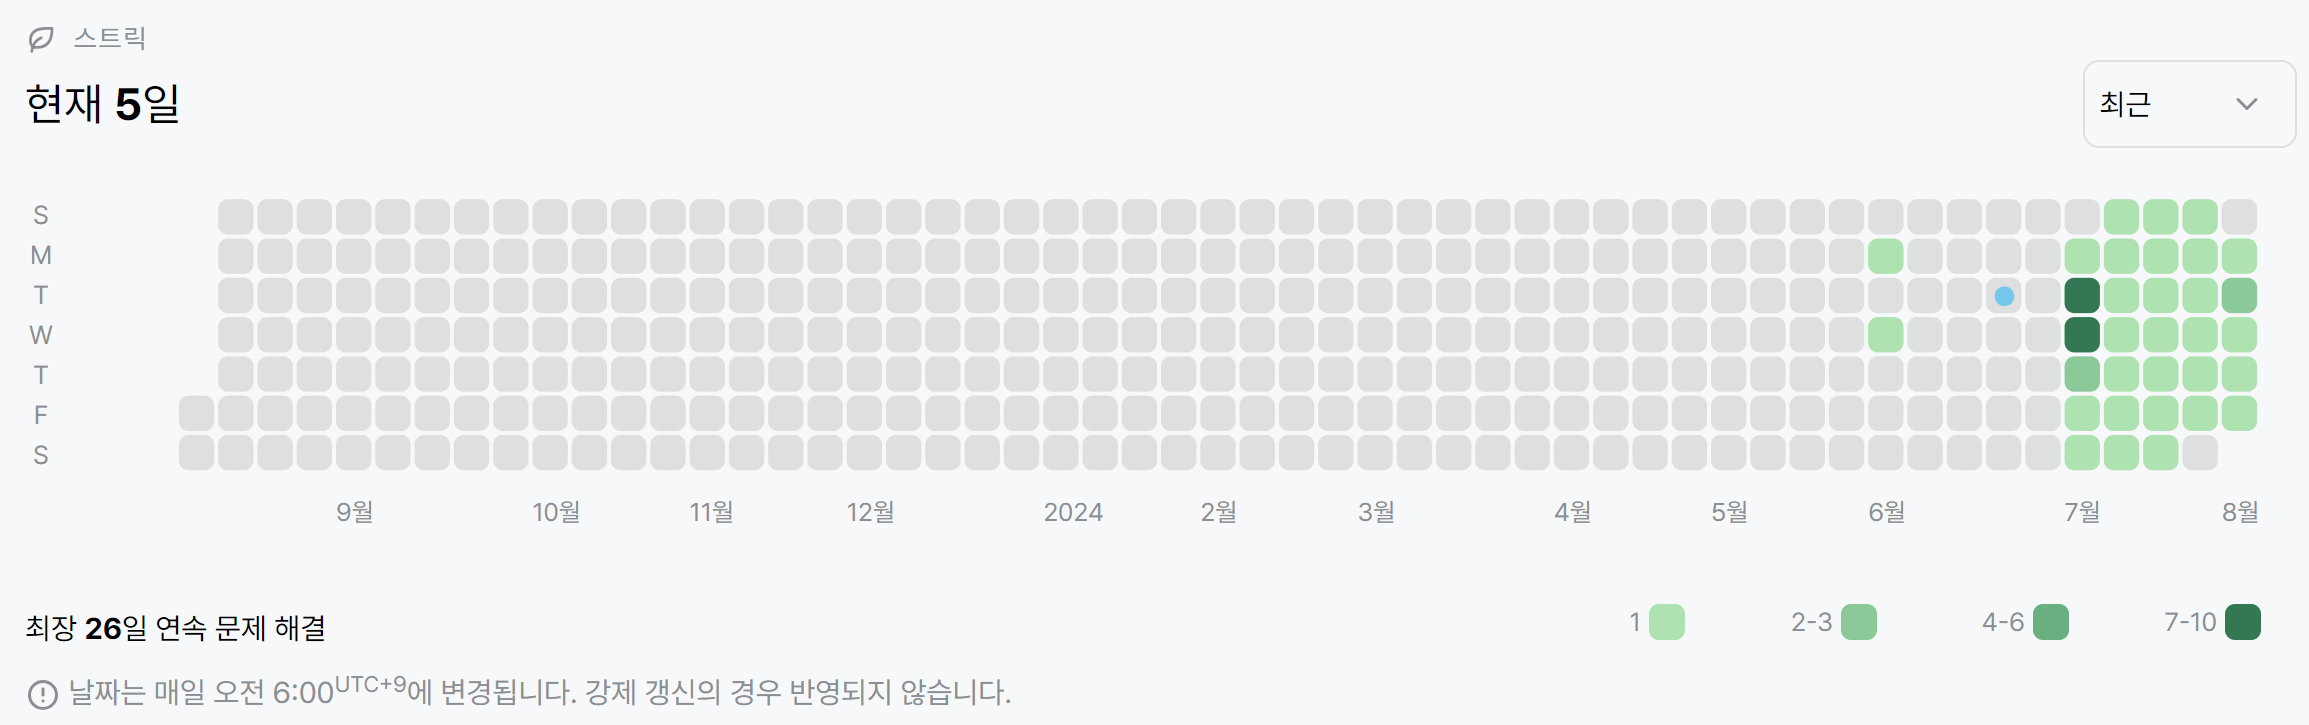 스트릭
현재 5일
최근
S
M
T
W
T
F
S
9월 10월 11월 12월 2024 2월 3월 4월 5월 6월 7월 8월
최장 26일 연속 문제 해결
1 2-3 4-6 7-10
날짜는 매일 오전 6:00UTC+9에 변경됩니다. 강제 갱신의 경우 반영되지 않습니다.